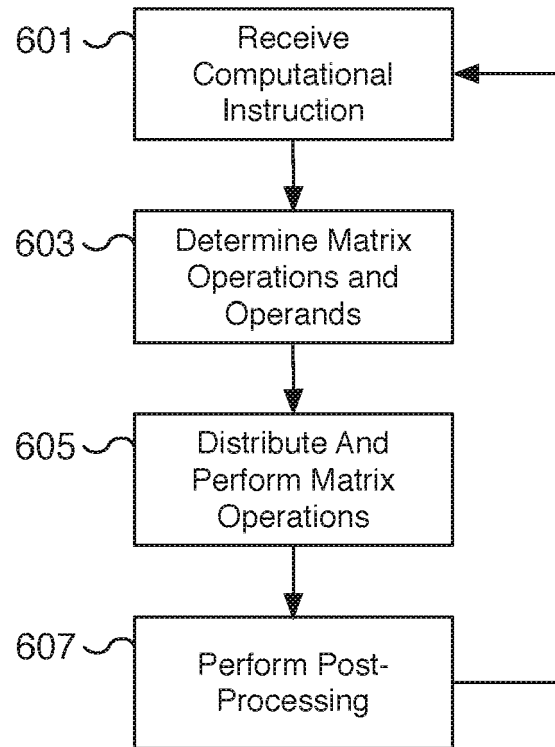 601
Receive
Computational
Instruction
603
Determine Matrix
Operations and
Operands
605
Distribute And
Perform Matrix
Operations
607
Perform Post-
Processing